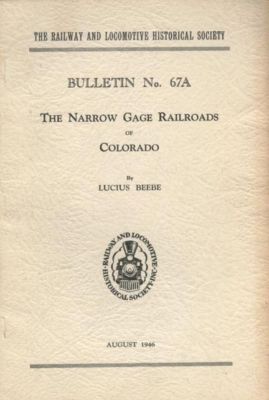 THE RAILWAY AND LOCOMOTIVE HISTORICAL SOCIETY
BULLETIN No. 67A
THE NARROW GAGE RAILROADS
OF
COLORADO
By
LUCIUS BEEBE
RAILWAY AND LOCOMOTIVE
HISTORICAL SOCIETY INC
AUGUST 1946